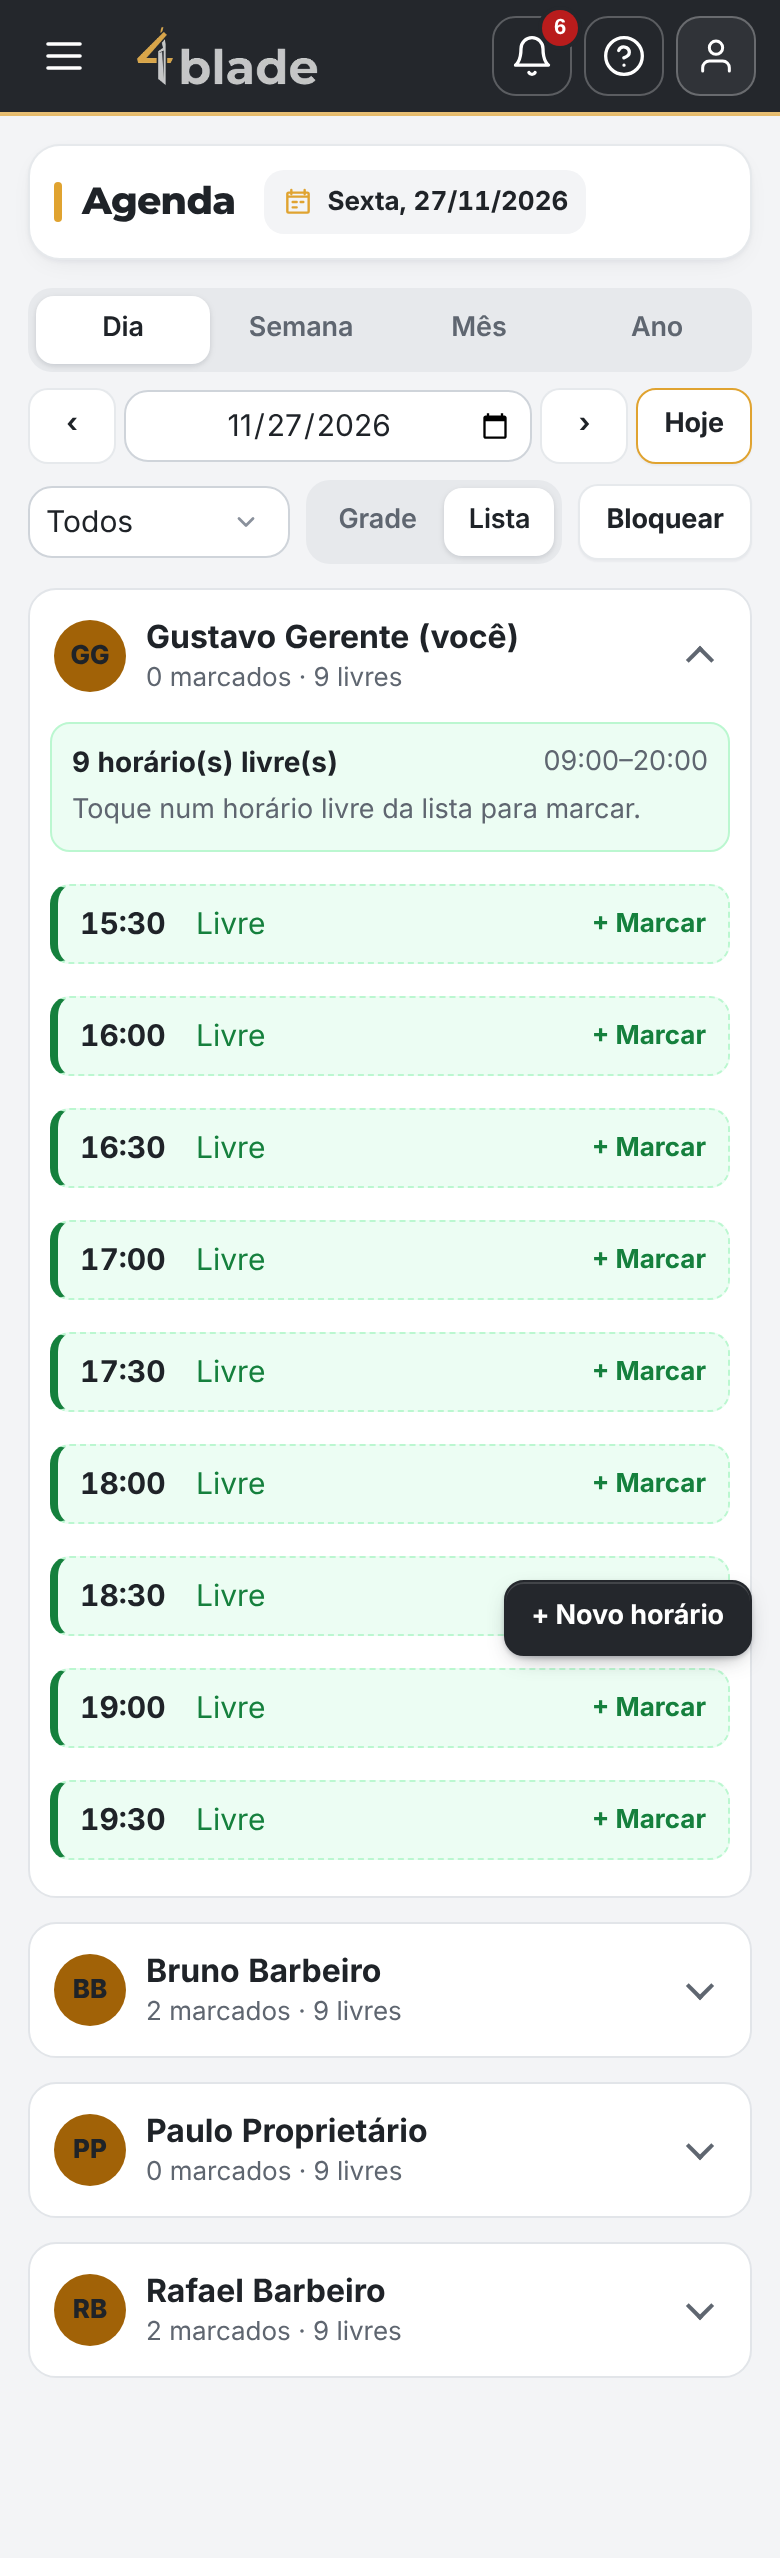 4blade
6
Agenda
Sexta, 27/11/2026
Dia Semana Mês Ano
‹ 11/27/2026 › Hoje
Todos Grade Lista Bloquear
GG
Gustavo Gerente (você)
0 marcados · 9 livres
9 horário(s) livre(s) 09:00–20:00
Toque num horário livre da lista para marcar.
15:30 Livre + Marcar
16:00 Livre + Marcar
16:30 Livre + Marcar
17:00 Livre + Marcar
17:30 Livre + Marcar
18:00 Livre + Marcar
18:30 Livre
+ Novo horário
19:00 Livre + Marcar
19:30 Livre + Marcar
BB
Bruno Barbeiro
2 marcados · 9 livres
PP
Paulo Proprietário
0 marcados · 9 livres
RB
Rafael Barbeiro
2 marcados · 9 livres